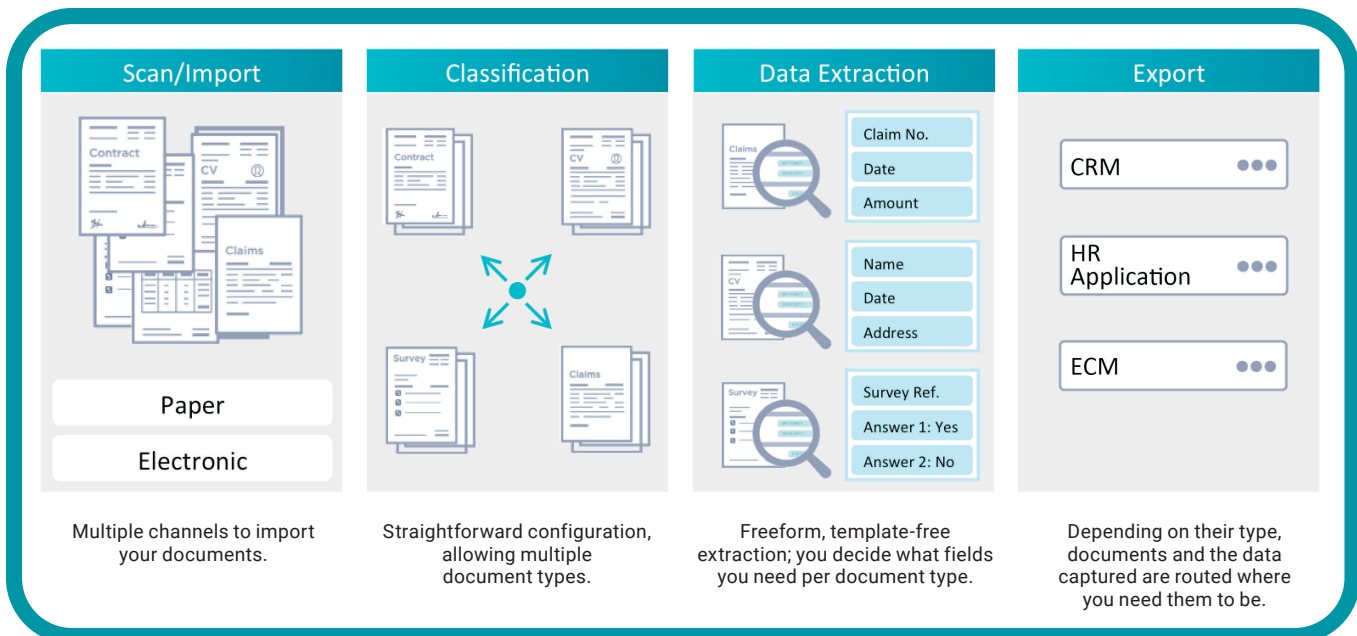 Scan/Import
Contract
CV
Claims
Paper
Electronic
Multiple channels to import
your documents.
Classification
Contract
CV
Survey
Claims
Straightforward configuration,
allowing multiple
document types.
Data Extraction
Claims
Claim No.
Date
Amount
CV
Name
Date
Address
Survey
Survey Ref.
Answer 1: Yes
Answer 2: No
Freeform, template-free
extraction; you decide what fields
you need per document type.
Export
CRM
HR
Application
ECM
Depending on their type,
documents and the data
captured are routed where
you need them to be.